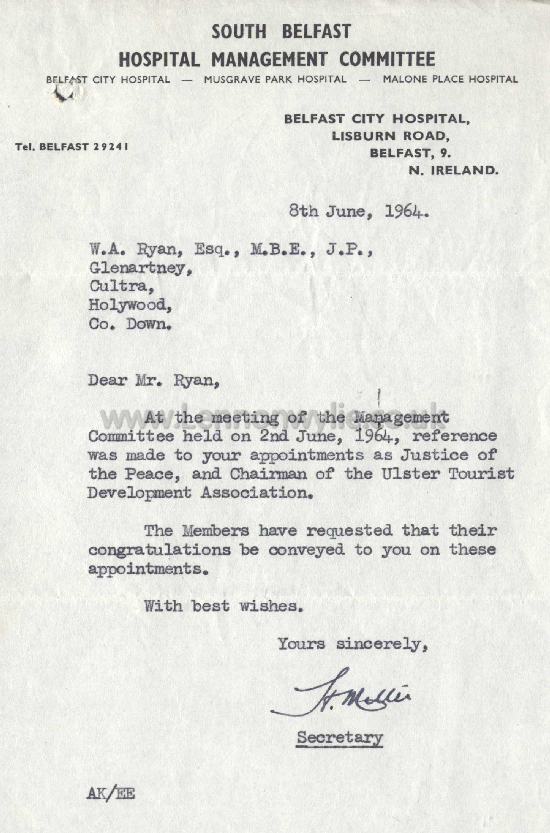 SOUTH BELFAST
HOSPITAL MANAGEMENT COMMITTEE
BELFAST CITY HOSPITAL — MUSGRAVE PARK HOSPITAL — MALONE PLACE HOSPITAL
BELFAST CITY HOSPITAL,
LISBURN ROAD,
BELFAST, 9.
N. IRELAND.
Tel. BELFAST 29241
8th June, 1964.
W.A. Ryan, Esq., M.B.E., J.P.,
Glenartney,
Cultra,
Holywood,
Co. Down.
Dear Mr. Ryan,
www.Lennonwylie.co.uk
At the meeting of the Management
Committee held on 2nd June, 1964, reference
was made to your appointments as Justice of
the Peace, and Chairman of the Ulster Tourist
Development Association.
The Members have requested that their
congratulations be conveyed to you on these
appointments.
With best wishes.
Yours sincerely,
Secretary
AK/EE